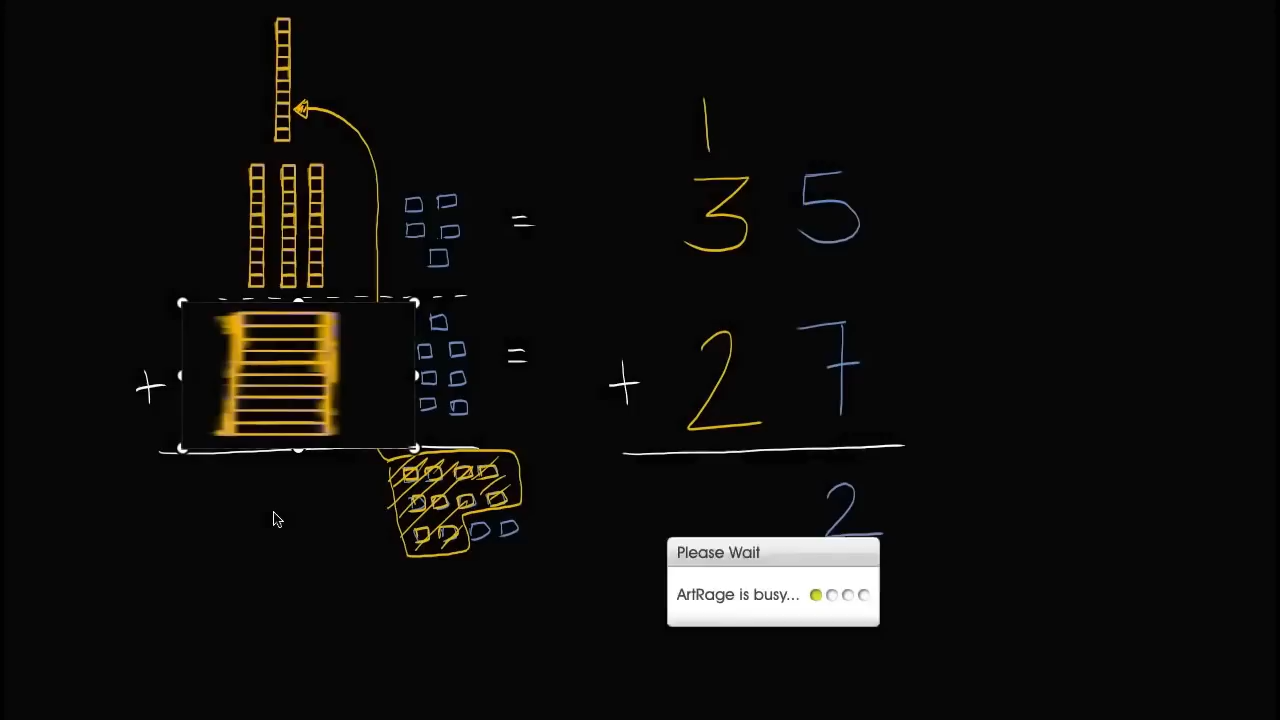 1
= 3 5
+ = + 2 7
2
Please Wait
ArtRage is busy...